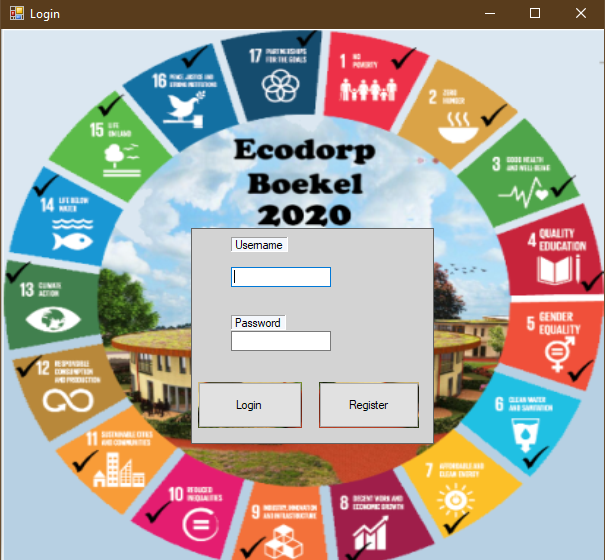 Login
17 PARTNERSHIPS
FOR THE GOALS
1 NO
POVERTY
2 ZERO
HUNGER
3 GOOD HEALTH
AND WELL-BEING
4 QUALITY
EDUCATION
5 GENDER
EQUALITY
6 CLEAN WATER
AND SANITATION
7 AFFORDABLE AND
CLEAN ENERGY
8 DECENT WORK AND
ECONOMIC GROWTH
9 INDUSTRY, INNOVATION
AND INFRASTRUCTURE
10 REDUCED
INEQUALITIES
11 SUSTAINABLE CITIES
AND COMMUNITIES
12 RESPONSIBLE
CONSUMPTION
AND PRODUCTION
13 CLIMATE
ACTION
14 LIFE BELOW
WATER
15 LIFE
ON LAND
16 PEACE, JUSTICE AND
STRONG INSTITUTIONS
Ecodorp
Boekel
2020
Username
Password
Login
Register